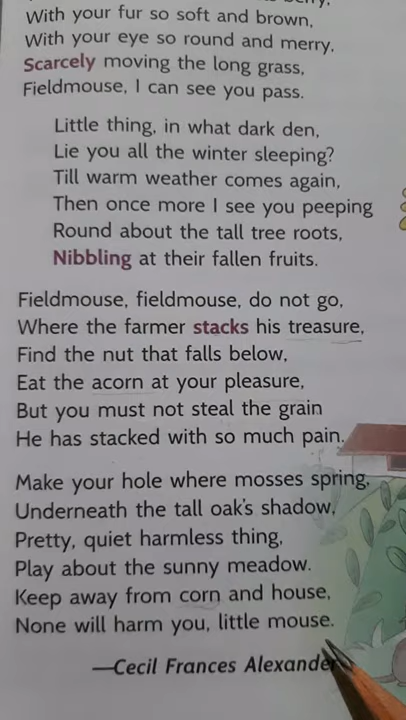 With your fur so soft and brown,
With your eye so round and merry,
Scarcely moving the long grass,
Fieldmouse, I can see you pass.
Little thing, in what dark den,
Lie you all the winter sleeping?
Till warm weather comes again,
Then once more I see you peeping
Round about the tall tree roots,
Nibbling at their fallen fruits.
Fieldmouse, fieldmouse, do not go,
Where the farmer stacks his treasure,
Find the nut that falls below,
Eat the acorn at your pleasure,
But you must not steal the grain
He has stacked with so much pain.
Make your hole where mosses spring,
Underneath the tall oak's shadow,
Pretty, quiet harmless thing,
Play about the sunny meadow.
Keep away from corn and house,
None will harm you, little mouse.
—Cecil Frances Alexander